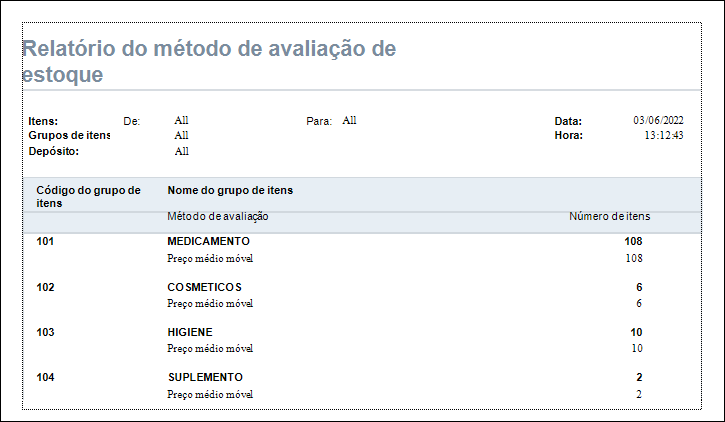 Relatório do método de avaliação de
estoque
Itens: De: All Para: All Data: 03/06/2022
Grupos de itens All Hora: 13:12:43
Depósito: All
Código do grupo de Nome do grupo de itens
itens
Método de avaliação Número de itens
101 MEDICAMENTO 108
Preço médio móvel 108
102 COSMETICOS 6
Preço médio móvel 6
103 HIGIENE 10
Preço médio móvel 10
104 SUPLEMENTO 2
Preço médio móvel 2